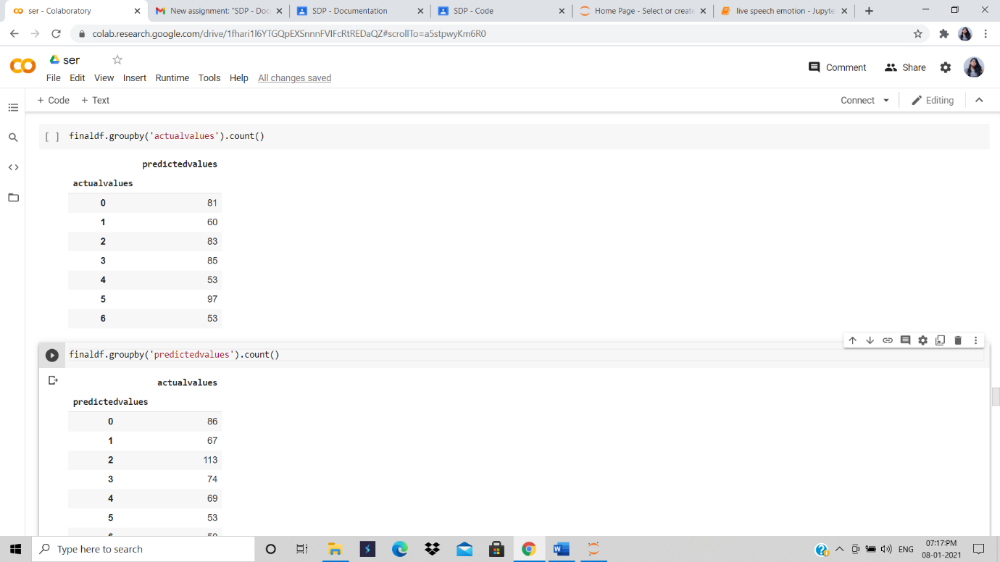 ser - Colaboratory
New assignment: "SDP - Doc
SDP - Documentation
SDP - Code
Home Page - Select or create
live speech emotion - Jupyte
colab.research.google.com/drive/1fhari1l6YTGQpEXSnnnFVIFcRtREDaQZ#scrollTo=a5stpwyKm6R0
ser
File Edit View Insert Runtime Tools Help All changes saved
Comment
Share
+ Code + Text
Connect
Editing
[ ] finaldf.groupby('actualvalues').count()
predictedvalues
actualvalues
0 81
1 60
2 83
3 85
4 53
5 97
6 53
finaldf.groupby('predictedvalues').count()
actualvalues
predictedvalues
0 86
1 67
2 113
3 74
4 69
5 53
Type here to search
ENG
07:17:PM
08-01-2021